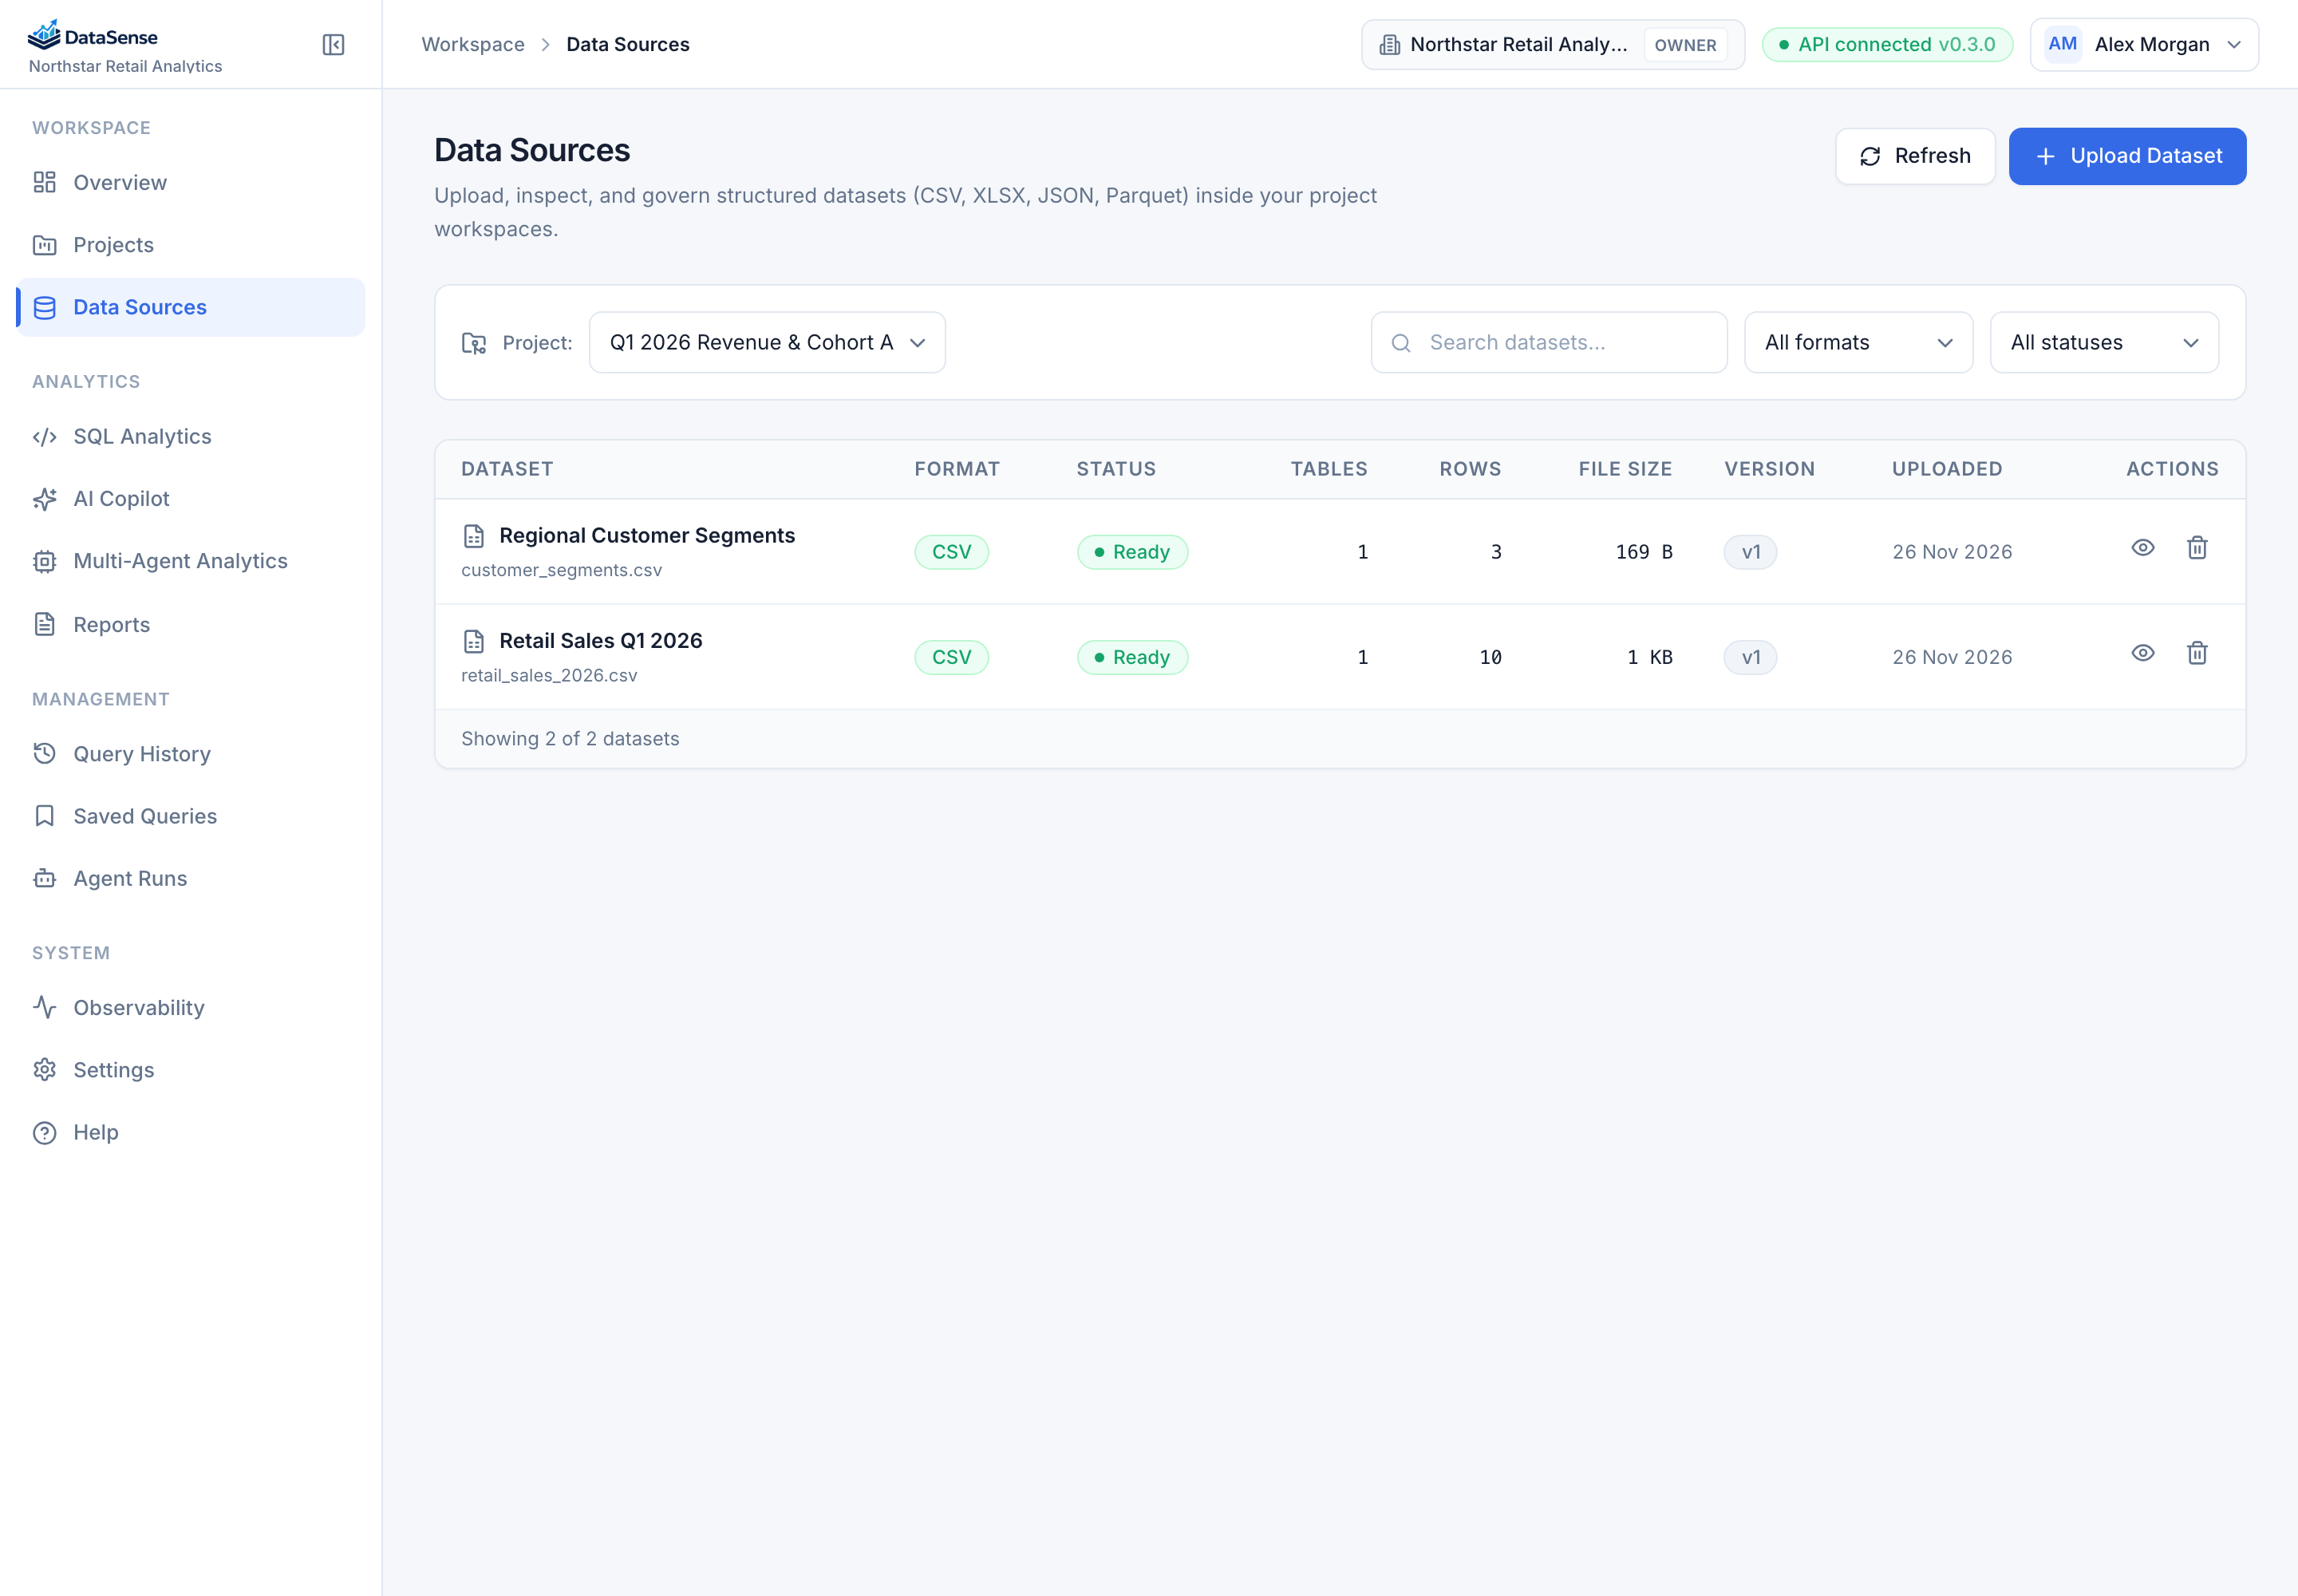 DataSense
Northstar Retail Analytics
Workspace > Data Sources
Northstar Retail Analy... OWNER
API connected v0.3.0
AM Alex Morgan
WORKSPACE
Overview
Projects
Data Sources
ANALYTICS
SQL Analytics
AI Copilot
Multi-Agent Analytics
Reports
MANAGEMENT
Query History
Saved Queries
Agent Runs
SYSTEM
Observability
Settings
Help
Data Sources
Upload, inspect, and govern structured datasets (CSV, XLSX, JSON, Parquet) inside your project
workspaces.
Refresh
+ Upload Dataset
Project: Q1 2026 Revenue & Cohort A
Search datasets...
All formats
All statuses
DATASET FORMAT STATUS TABLES ROWS FILE SIZE VERSION UPLOADED ACTIONS
Regional Customer Segments
customer_segments.csv
CSV Ready 1 3 169 B v1 26 Nov 2026
Retail Sales Q1 2026
retail_sales_2026.csv
CSV Ready 1 10 1 KB v1 26 Nov 2026
Showing 2 of 2 datasets